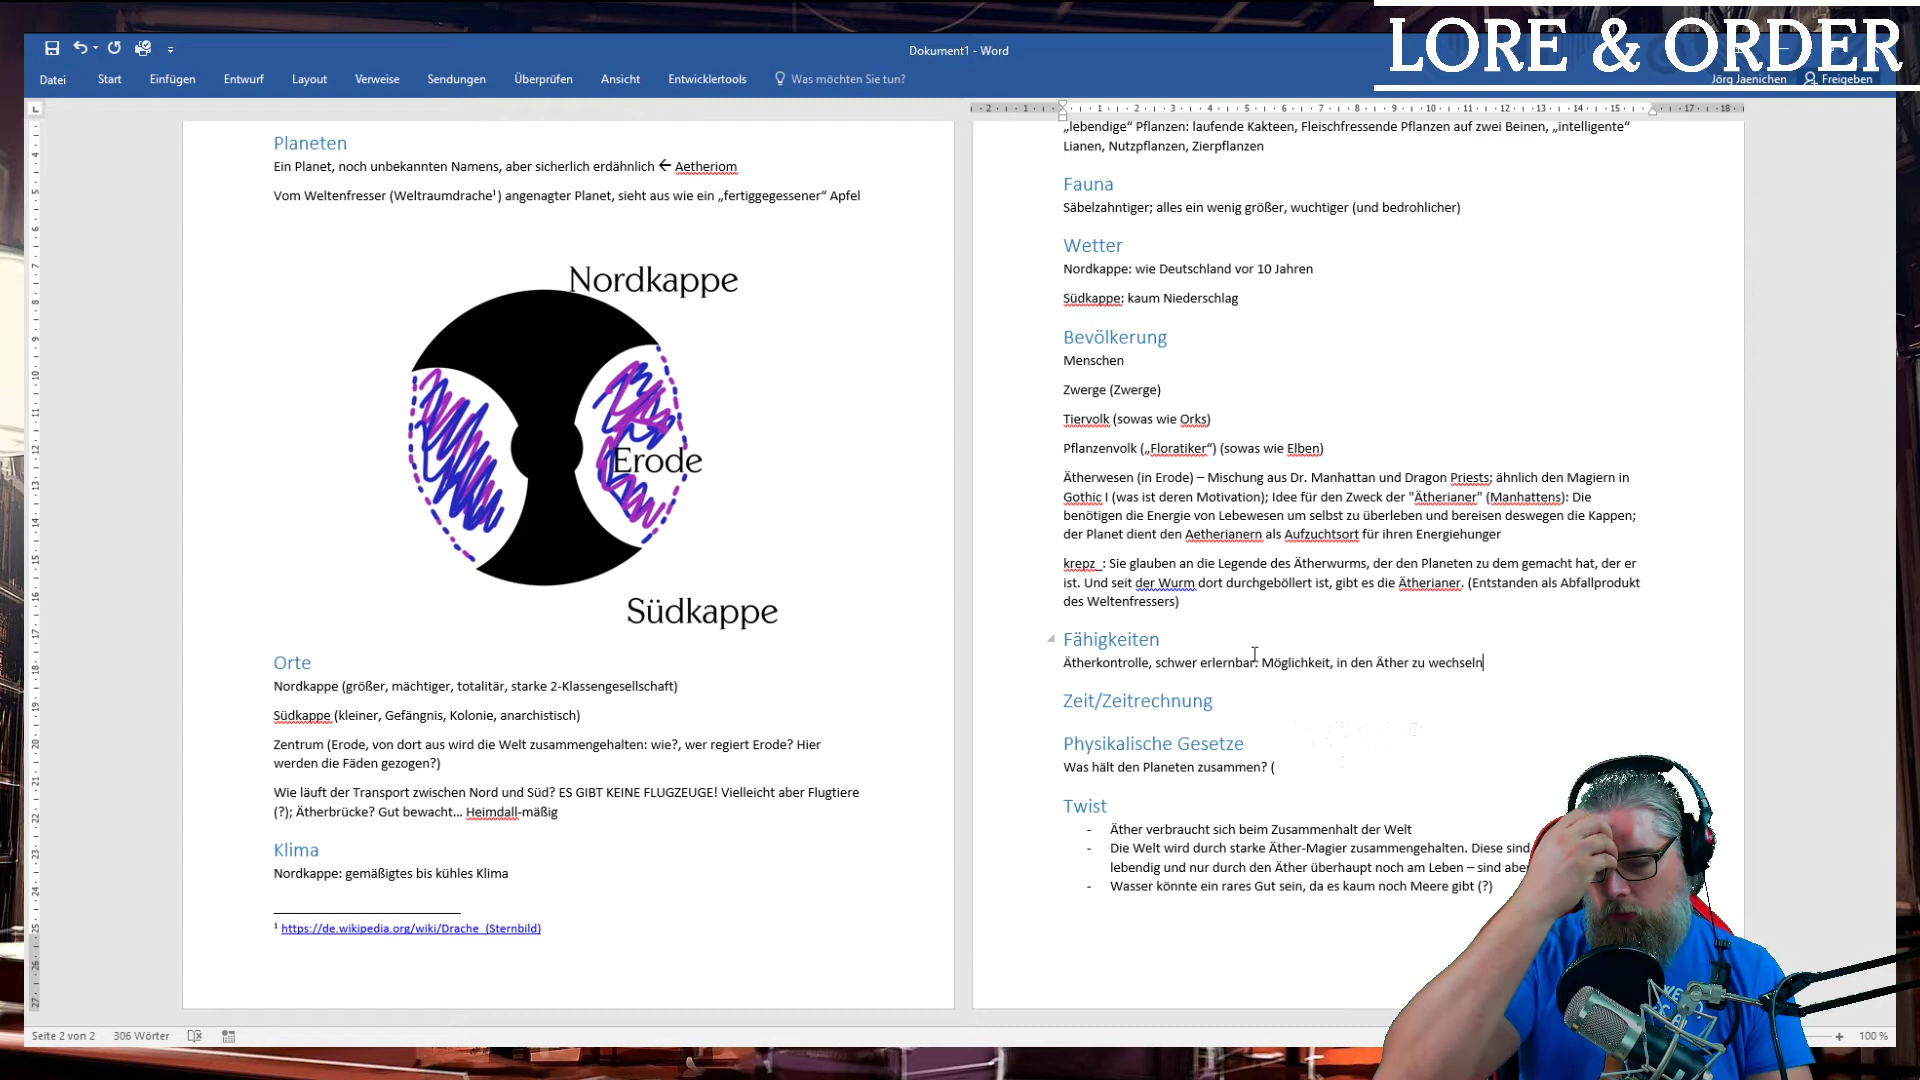 LORE & ORDER
Dokument1 - Word
Jörg Jaenichen
Freigeben
Datei Start Einfügen Entwurf Layout Verweise Sendungen Überprüfen Ansicht Entwicklertools Was möchten Sie tun?
Planeten
Ein Planet, noch unbekannten Namens, aber sicherlich erdähnlich ← Aetheriom
Vom Weltenfresser (Weltraumdrache¹) angenagter Planet, sieht aus wie ein „fertiggegessener“ Apfel
Nordkappe
Erode
Südkappe
Orte
Nordkappe (größer, mächtiger, totalitär, starke 2-Klassengesellschaft)
Südkappe (kleiner, Gefängnis, Kolonie, anarchistisch)
Zentrum (Erode, von dort aus wird die Welt zusammengehalten: wie?, wer regiert Erode? Hier
werden die Fäden gezogen?)
Wie läuft der Transport zwischen Nord und Süd? ES GIBT KEINE FLUGZEUGE! Vielleicht aber Flugtiere
(?); Ätherbrücke? Gut bewacht... Heimdall-mäßig
Klima
Nordkappe: gemäßigtes bis kühles Klima
¹ https://de.wikipedia.org/wiki/Drache_(Sternbild)
„lebendige“ Pflanzen: laufende Kakteen, Fleischfressende Pflanzen auf zwei Beinen, „intelligente“
Lianen, Nutzpflanzen, Zierpflanzen
Fauna
Säbelzahntiger; alles ein wenig größer, wuchtiger (und bedrohlicher)
Wetter
Nordkappe: wie Deutschland vor 10 Jahren
Südkappe: kaum Niederschlag
Bevölkerung
Menschen
Zwerge (Zwerge)
Tiervolk (sowas wie Orks)
Pflanzenvolk („Floratiker“) (sowas wie Elben)
Ätherwesen (in Erode) – Mischung aus Dr. Manhattan und Dragon Priests; ähnlich den Magiern in
Gothic I (was ist deren Motivation); Idee für den Zweck der "Ätherianer" (Manhattens): Die
benötigen die Energie von Lebewesen um selbst zu überleben und bereisen deswegen die Kappen;
der Planet dient den Aetherianern als Aufzuchtsort für ihren Energiehunger
krepz_: Sie glauben an die Legende des Ätherwurms, der den Planeten zu dem gemacht hat, der er
ist. Und seit der Wurm dort durchgeböllert ist, gibt es die Ätherianer. (Entstanden als Abfallprodukt
des Weltenfressers)
Fähigkeiten
Ätherkontrolle, schwer erlernbar. Möglichkeit, in den Äther zu wechseln
Zeit/Zeitrechnung
Physikalische Gesetze
Was hält den Planeten zusammen? (
Twist
- Äther verbraucht sich beim Zusammenhalt der Welt
- Die Welt wird durch starke Äther-Magier zusammengehalten. Diese sind
lebendig und nur durch den Äther überhaupt noch am Leben – sind aber
- Wasser könnte ein rares Gut sein, da es kaum noch Meere gibt (?)
Seite 2 von 2 306 Wörter
100 %